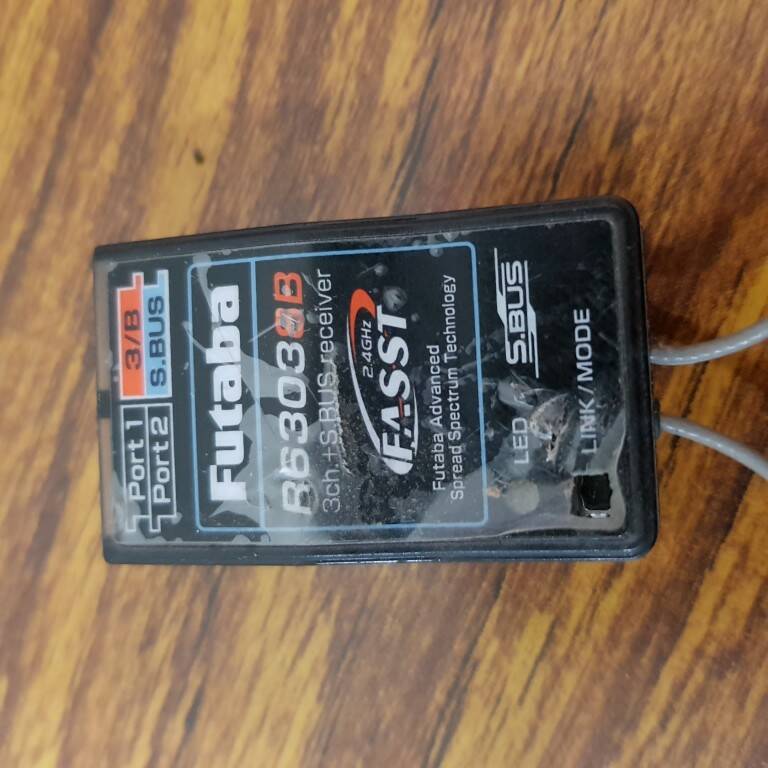 Port 1 3/B
Port 2 S.BUS
Futaba
R6303SB
3ch.+S.BUS receiver
2.4GHz
FASST
Futaba Advanced
Spread Spectrum Technology
LED S.BUS
LINK/MODE